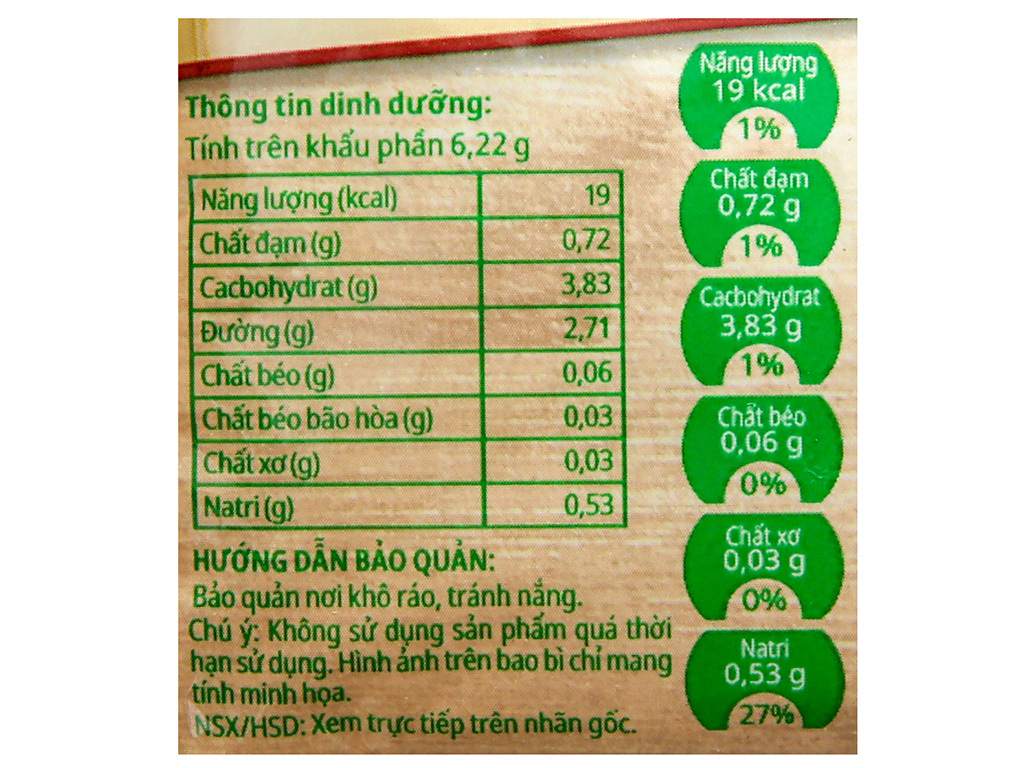 Thông tin dinh dưỡng:
Tính trên khẩu phần 6,22 g
Năng lượng (kcal) 19
Chất đạm (g) 0,72
Cacbohydrat (g) 3,83
Đường (g) 2,71
Chất béo (g) 0,06
Chất béo bão hòa (g) 0,03
Chất xơ (g) 0,03
Natri (g) 0,53
HƯỚNG DẪN BẢO QUẢN:
Bảo quản nơi khô ráo, tránh nắng.
Chú ý: Không sử dụng sản phẩm quá thời
hạn sử dụng. Hình ảnh trên bao bì chỉ mang
tính minh họa.
NSX/HSD: Xem trực tiếp trên nhãn gốc.
Năng lượng
19 kcal
1%
Chất đạm
0,72 g
1%
Cacbohydrat
3,83 g
1%
Chất béo
0,06 g
0%
Chất xơ
0,03 g
0%
Natri
0,53 g
27%